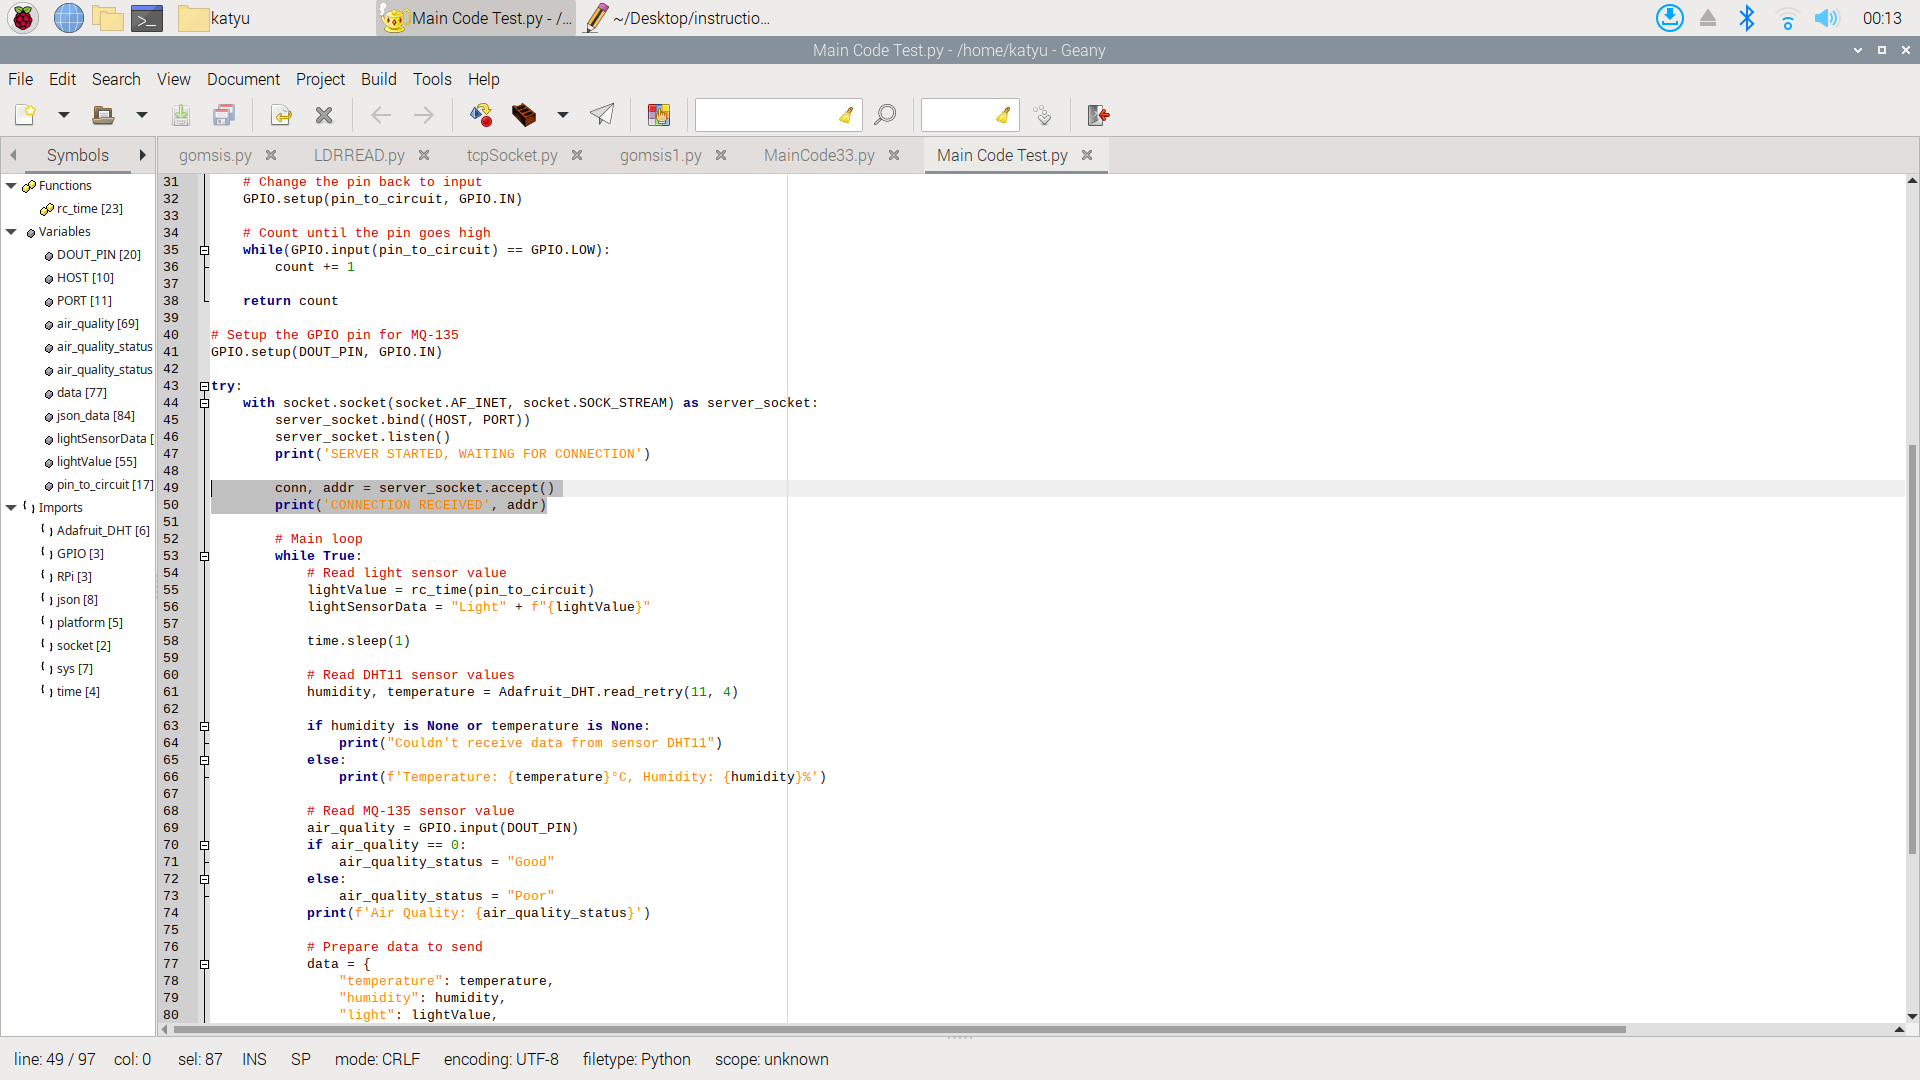 katyu
Main Code Test.py - /...
~/Desktop/instructio...
00:13
Main Code Test.py - /home/katyu - Geany
File Edit Search View Document Project Build Tools Help
Symbols
gomsis.py
LDRREAD.py
tcpSocket.py
gomsis1.py
MainCode33.py
Main Code Test.py
Functions
rc_time [23]
Variables
DOUT_PIN [20]
HOST [10]
PORT [11]
air_quality [69]
air_quality_status
air_quality_status
data [77]
json_data [84]
lightSensorData [
lightValue [55]
pin_to_circuit [17]
Imports
Adafruit_DHT [6]
GPIO [3]
RPi [3]
json [8]
platform [5]
socket [2]
sys [7]
time [4]
31 # Change the pin back to input
32 GPIO.setup(pin_to_circuit, GPIO.IN)
33
34 # Count until the pin goes high
35 while(GPIO.input(pin_to_circuit) == GPIO.LOW):
36 count += 1
37
38 return count
39
40 # Setup the GPIO pin for MQ-135
41 GPIO.setup(DOUT_PIN, GPIO.IN)
42
43 try:
44 with socket.socket(socket.AF_INET, socket.SOCK_STREAM) as server_socket:
45 server_socket.bind((HOST, PORT))
46 server_socket.listen()
47 print('SERVER STARTED, WAITING FOR CONNECTION')
48
49 conn, addr = server_socket.accept()
50 print('CONNECTION RECEIVED', addr)
51
52 # Main loop
53 while True:
54 # Read light sensor value
55 lightValue = rc_time(pin_to_circuit)
56 lightSensorData = "Light" + f"{lightValue}"
57
58 time.sleep(1)
59
60 # Read DHT11 sensor values
61 humidity, temperature = Adafruit_DHT.read_retry(11, 4)
62
63 if humidity is None or temperature is None:
64 print("Couldn't receive data from sensor DHT11")
65 else:
66 print(f'Temperature: {temperature}°C, Humidity: {humidity}%')
67
68 # Read MQ-135 sensor value
69 air_quality = GPIO.input(DOUT_PIN)
70 if air_quality == 0:
71 air_quality_status = "Good"
72 else:
73 air_quality_status = "Poor"
74 print(f'Air Quality: {air_quality_status}')
75
76 # Prepare data to send
77 data = {
78 "temperature": temperature,
79 "humidity": humidity,
80 "light": lightValue,
line: 49 / 97 col: 0 sel: 87 INS SP mode: CRLF encoding: UTF-8 filetype: Python scope: unknown